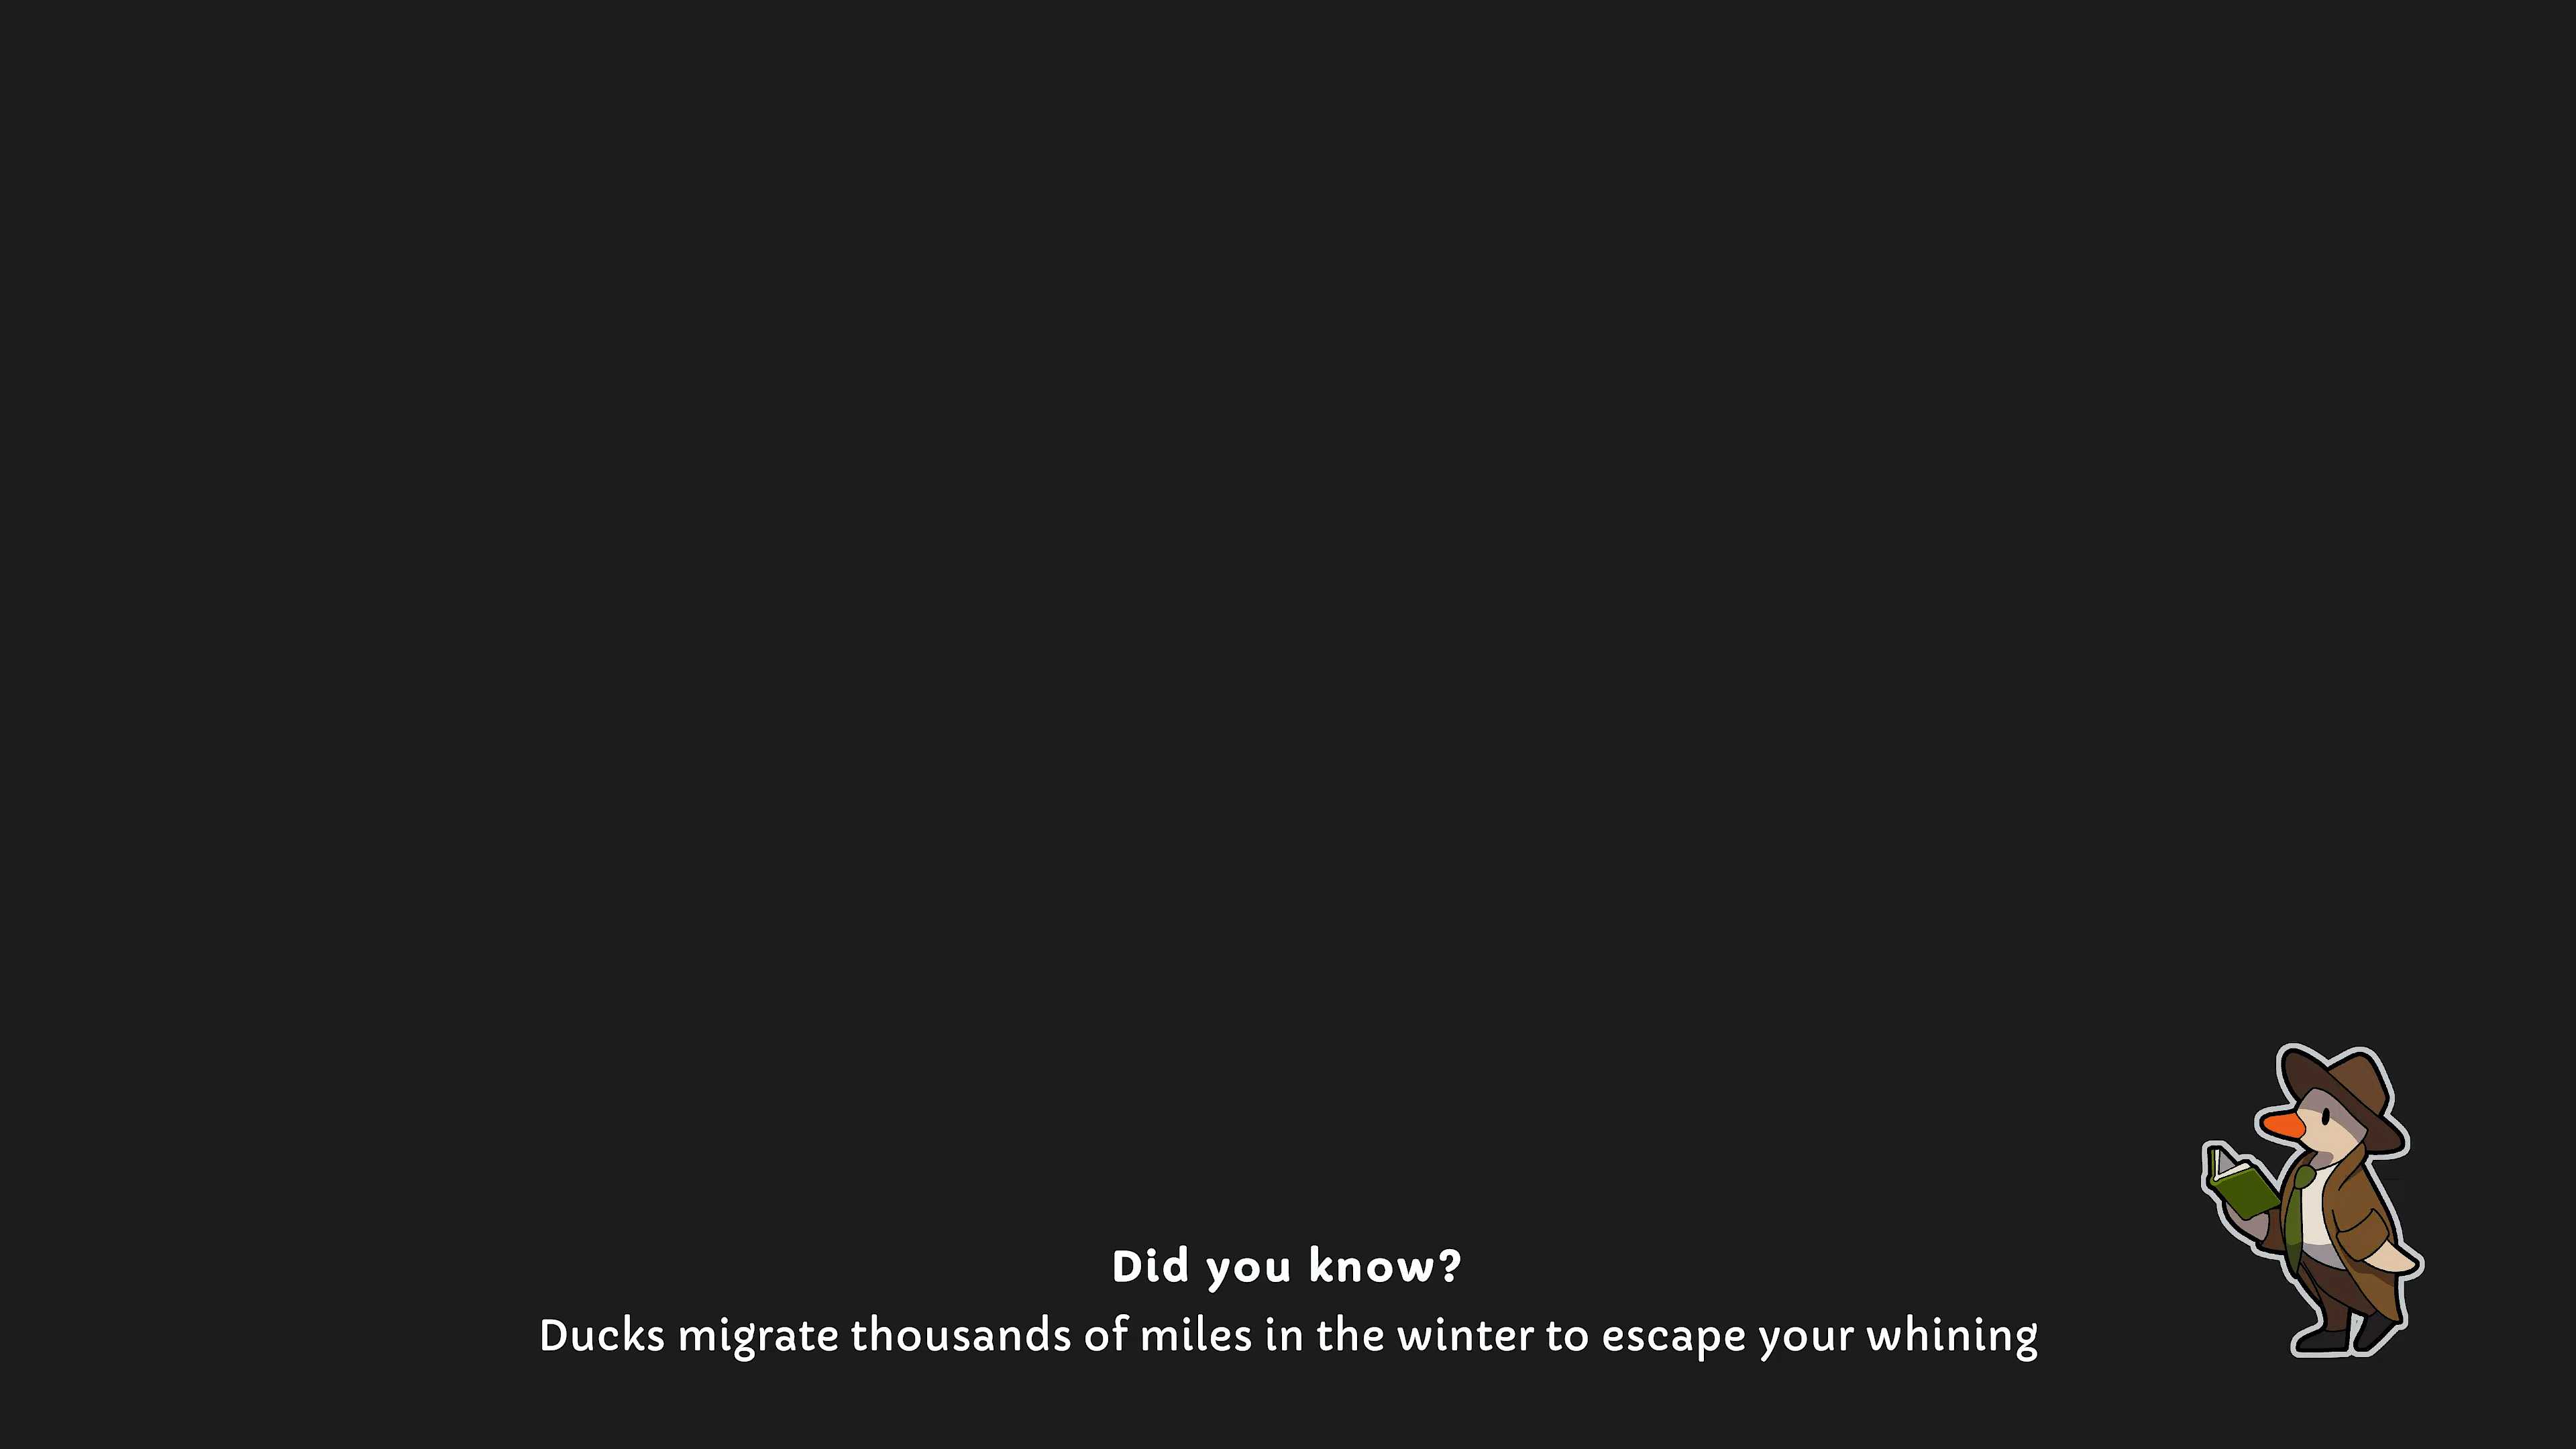 Did you know?
Ducks migrate thousands of miles in the winter to escape your whining